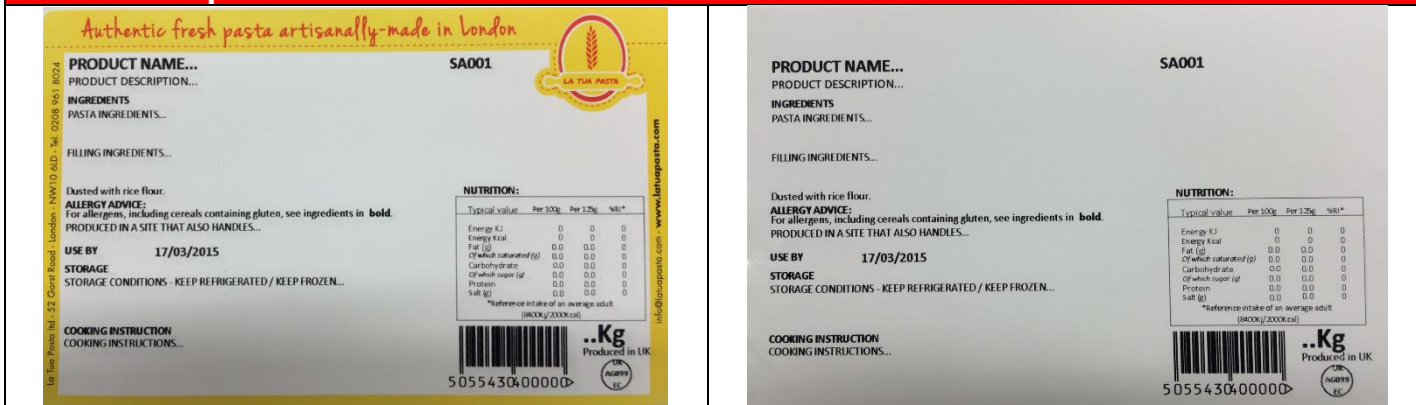 Authentic fresh pasta artisanally-made in London
LA TUA PASTA
La Tua Pasta ltd - 52 Gorst Road - London - NW10 6LD - Tel. 0208 961 8024
info@latuapasta.com - www.latuapasta.com
PRODUCT NAME...
SA001
PRODUCT DESCRIPTION...
INGREDIENTS
PASTA INGREDIENTS...
FILLING INGREDIENTS...
Dusted with rice flour.
ALLERGY ADVICE:
For allergens, including cereals containing gluten, see ingredients in bold.
PRODUCED IN A SITE THAT ALSO HANDLES...
USE BY 17/03/2015
STORAGE
STORAGE CONDITIONS - KEEP REFRIGERATED / KEEP FROZEN...
COOKING INSTRUCTION
COOKING INSTRUCTIONS...
NUTRITION:
Typical value Per 100g Per 125g %RI*
Energy KJ 0 0 0
Energy Kcal 0 0 0
Fat (g) 0.0 0.0 0
Of which saturated (g) 0.0 0.0 0
Carbohydrate 0.0 0.0 0
Of which sugar (g) 0.0 0.0 0
Protein 0.0 0.0 0
Salt (g) 0.0 0.0 0
*Reference intake of an average adult
(8400Kj/2000Kcal)
..Kg
Produced in UK
UK
AG099
EC
5055430400000>
PRODUCT NAME...
SA001
PRODUCT DESCRIPTION...
INGREDIENTS
PASTA INGREDIENTS...
FILLING INGREDIENTS...
Dusted with rice flour.
ALLERGY ADVICE:
For allergens, including cereals containing gluten, see ingredients in bold.
PRODUCED IN A SITE THAT ALSO HANDLES...
USE BY 17/03/2015
STORAGE
STORAGE CONDITIONS - KEEP REFRIGERATED / KEEP FROZEN...
COOKING INSTRUCTION
COOKING INSTRUCTIONS...
NUTRITION:
Typical value Per 100g Per 125g %RI*
Energy KJ 0 0 0
Energy Kcal 0 0 0
Fat (g) 0.0 0.0 0
Of which saturated (g) 0.0 0.0 0
Carbohydrate 0.0 0.0 0
Of which sugar (g) 0.0 0.0 0
Protein 0.0 0.0 0
Salt (g) 0.0 0.0 0
*Reference intake of an average adult
(8400Kj/2000Kcal)
..Kg
Produced in UK
UK
AG099
EC
5055430400000>